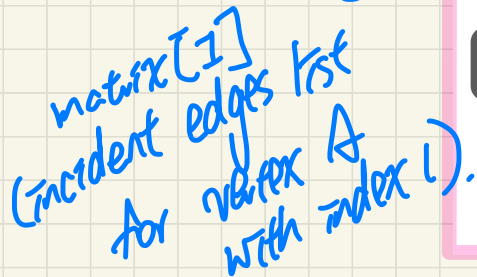 matrix[1]
(incident edges list
for vertex A
with index 1).